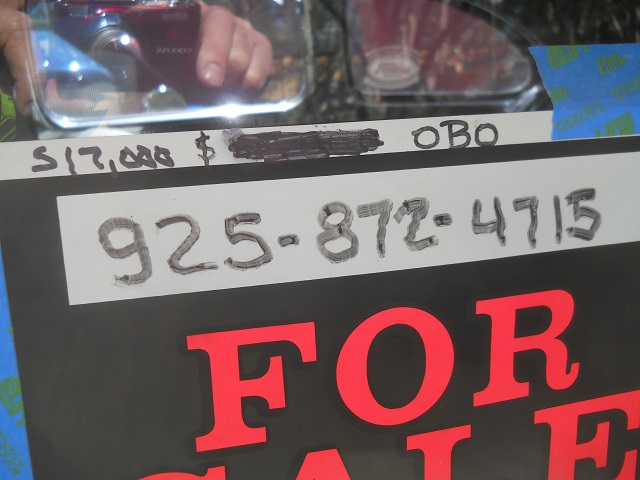 $17,000 $ OBO
925-872-4715
FOR
SALE